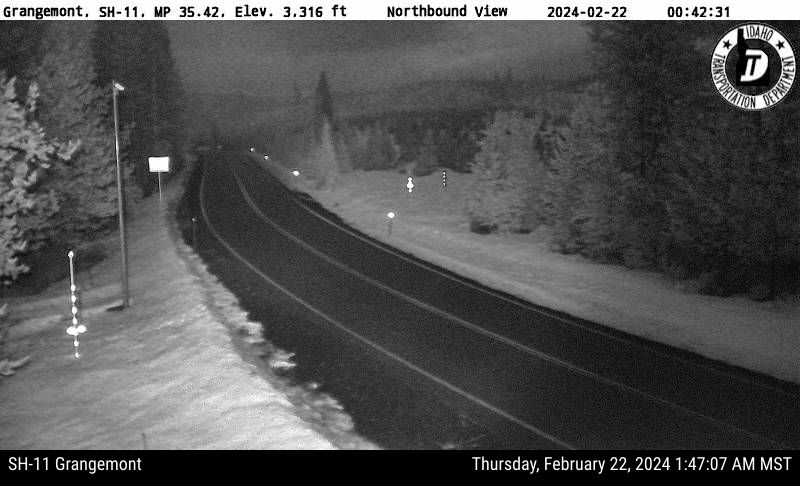 Grangemont, SH-11, MP 35.42, Elev. 3,316 ft Northbound View 2024-02-22 00:42:31
IDAHO
TRANSPORTATION DEPARTMENT
SH-11 Grangemont Thursday, February 22, 2024 1:47:07 AM MST